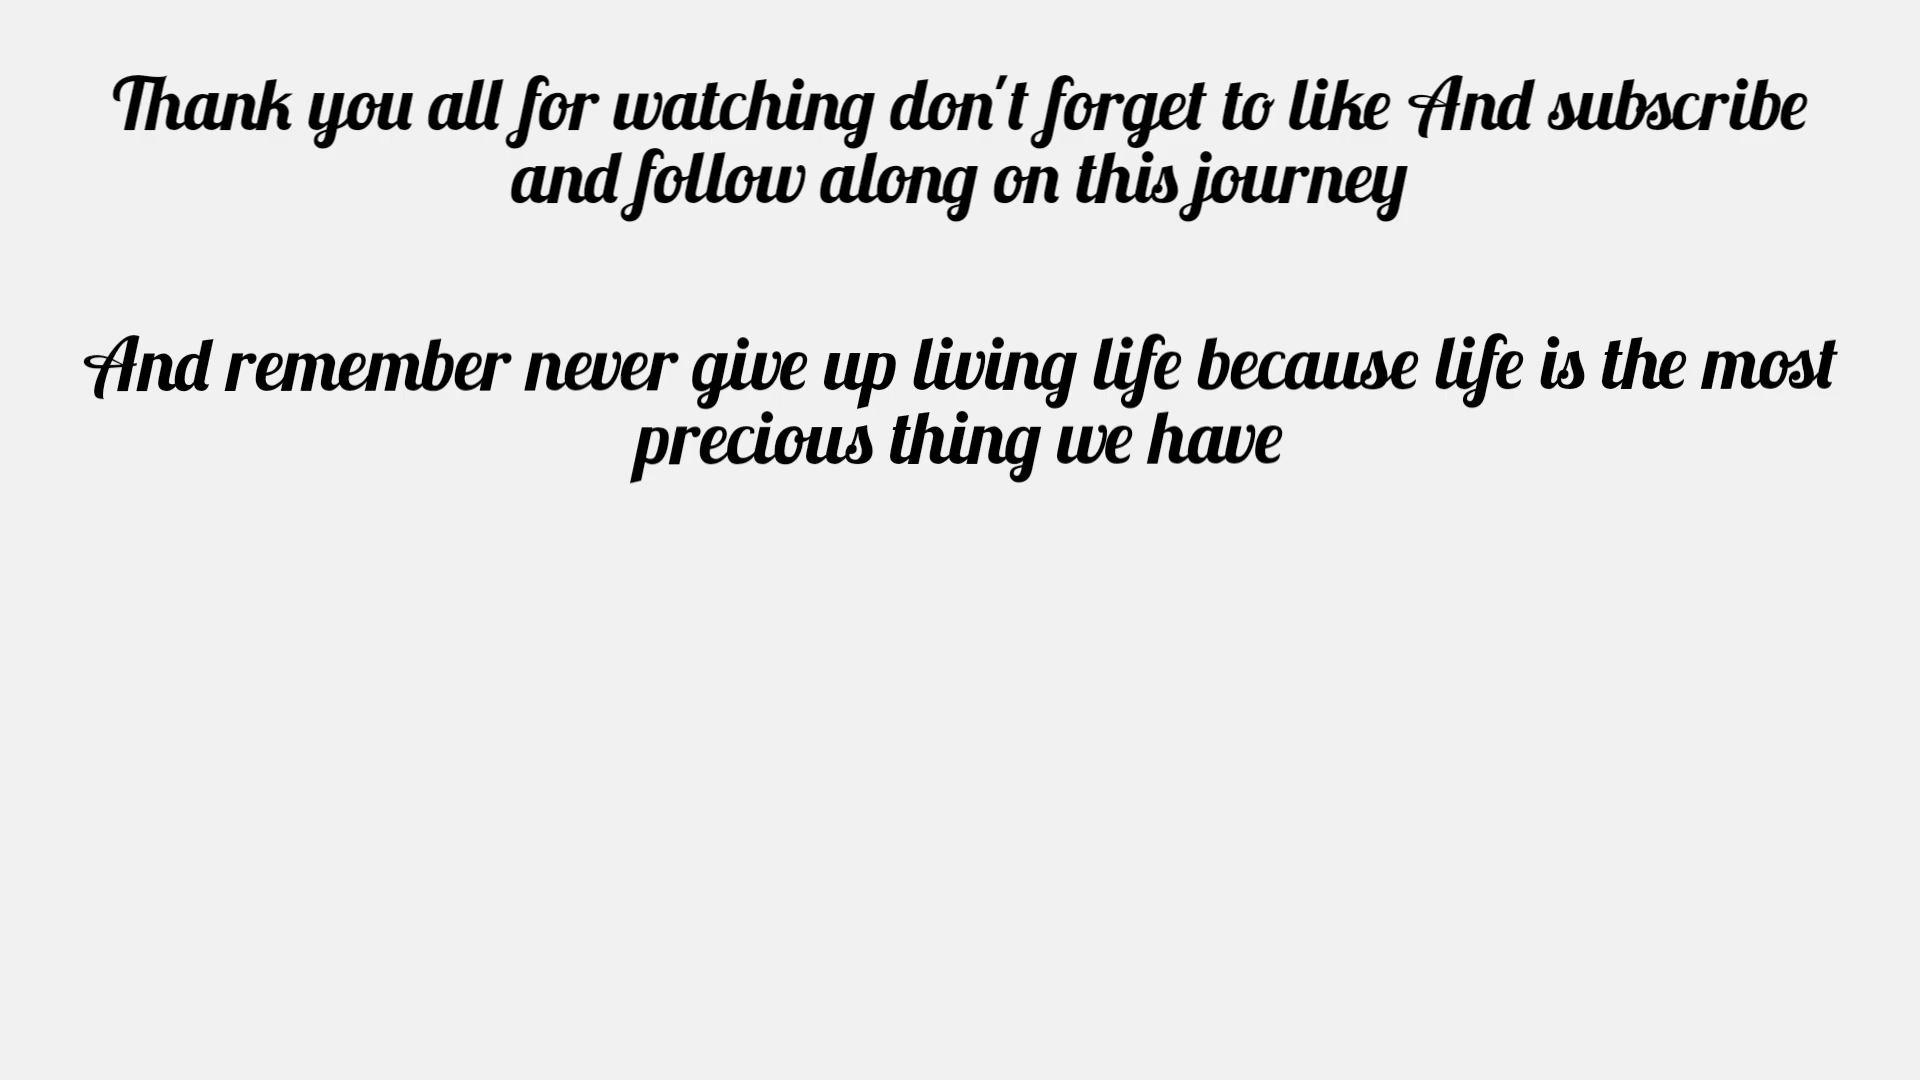 Thank you all for watching don't forget to like And subscribe
and follow along on this journey
And remember never give up living life because life is the most
precious thing we have